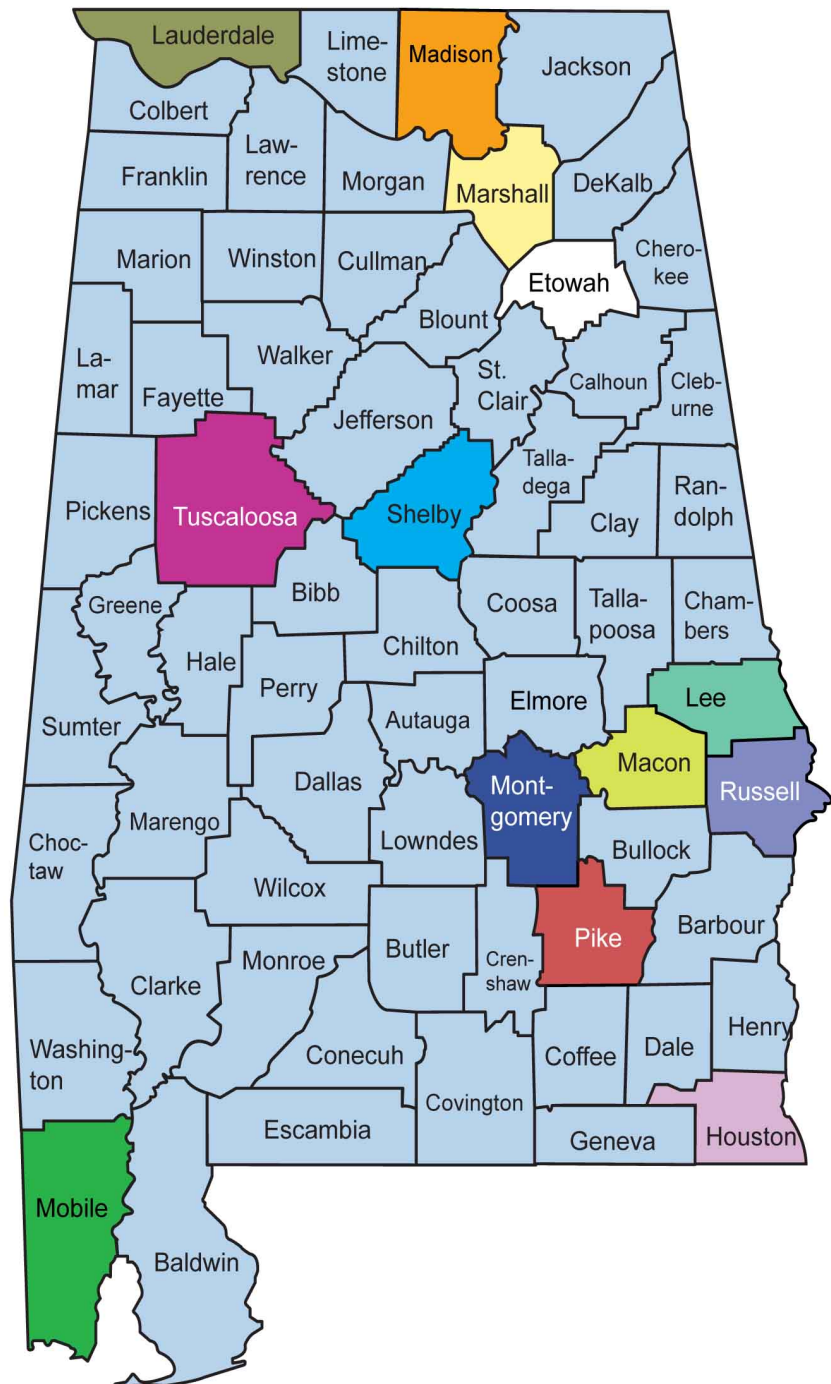 Lauderdale
Lime-
stone
Madison
Jackson
Colbert
Law-
rence
Franklin
Morgan
Marshall
DeKalb
Marion
Winston
Cullman
Chero-
kee
Etowah
Blount
La-
mar
Fayette
Walker
Jefferson
St.
Clair
Calhoun
Cleb-
urne
Pickens
Tuscaloosa
Shelby
Talla-
dega
Clay
Ran-
dolph
Greene
Hale
Bibb
Chilton
Coosa
Talla-
poosa
Cham-
bers
Sumter
Perry
Autauga
Elmore
Lee
Macon
Russell
Dallas
Mont-
gomery
Choc-
taw
Marengo
Lowndes
Bullock
Wilcox
Pike
Barbour
Clarke
Monroe
Butler
Cren-
shaw
Washing-
ton
Conecuh
Coffee
Dale
Henry
Escambia
Covington
Geneva
Houston
Mobile
Baldwin